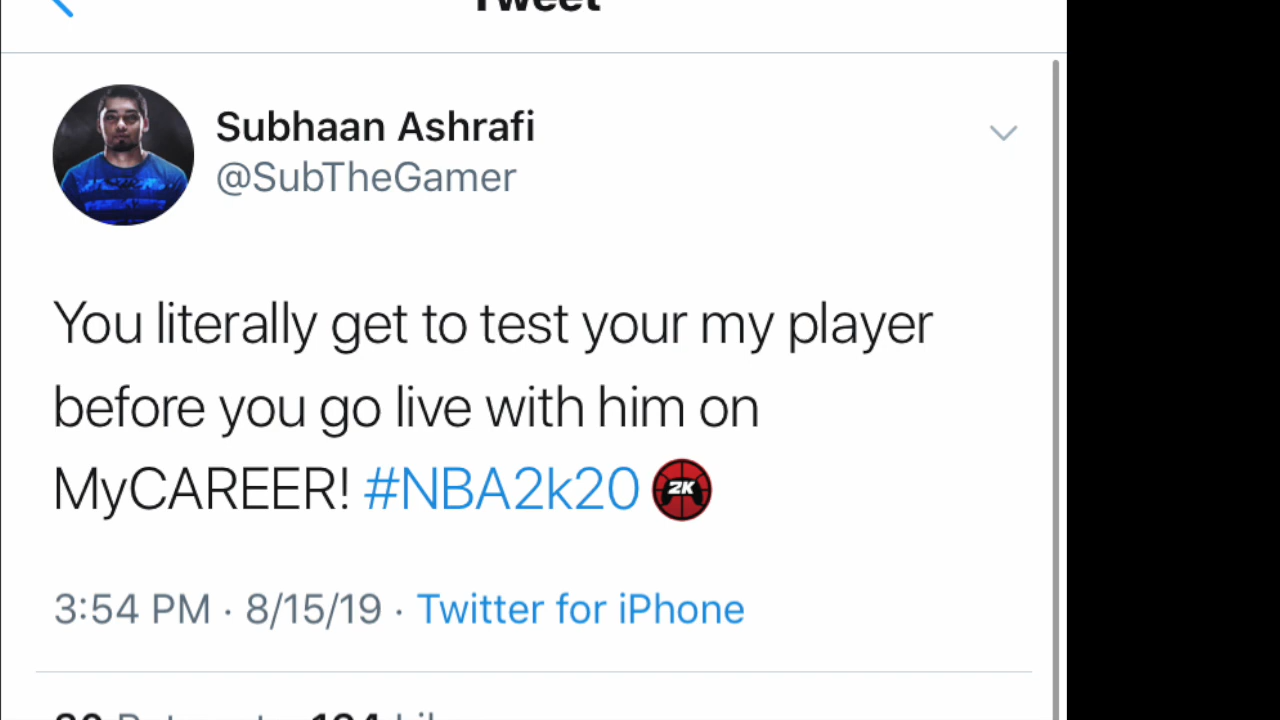 Tweet
Subhaan Ashrafi
@SubTheGamer
You literally get to test your my player
before you go live with him on
MyCAREER! #NBA2k20 2K
3:54 PM · 8/15/19 · Twitter for iPhone